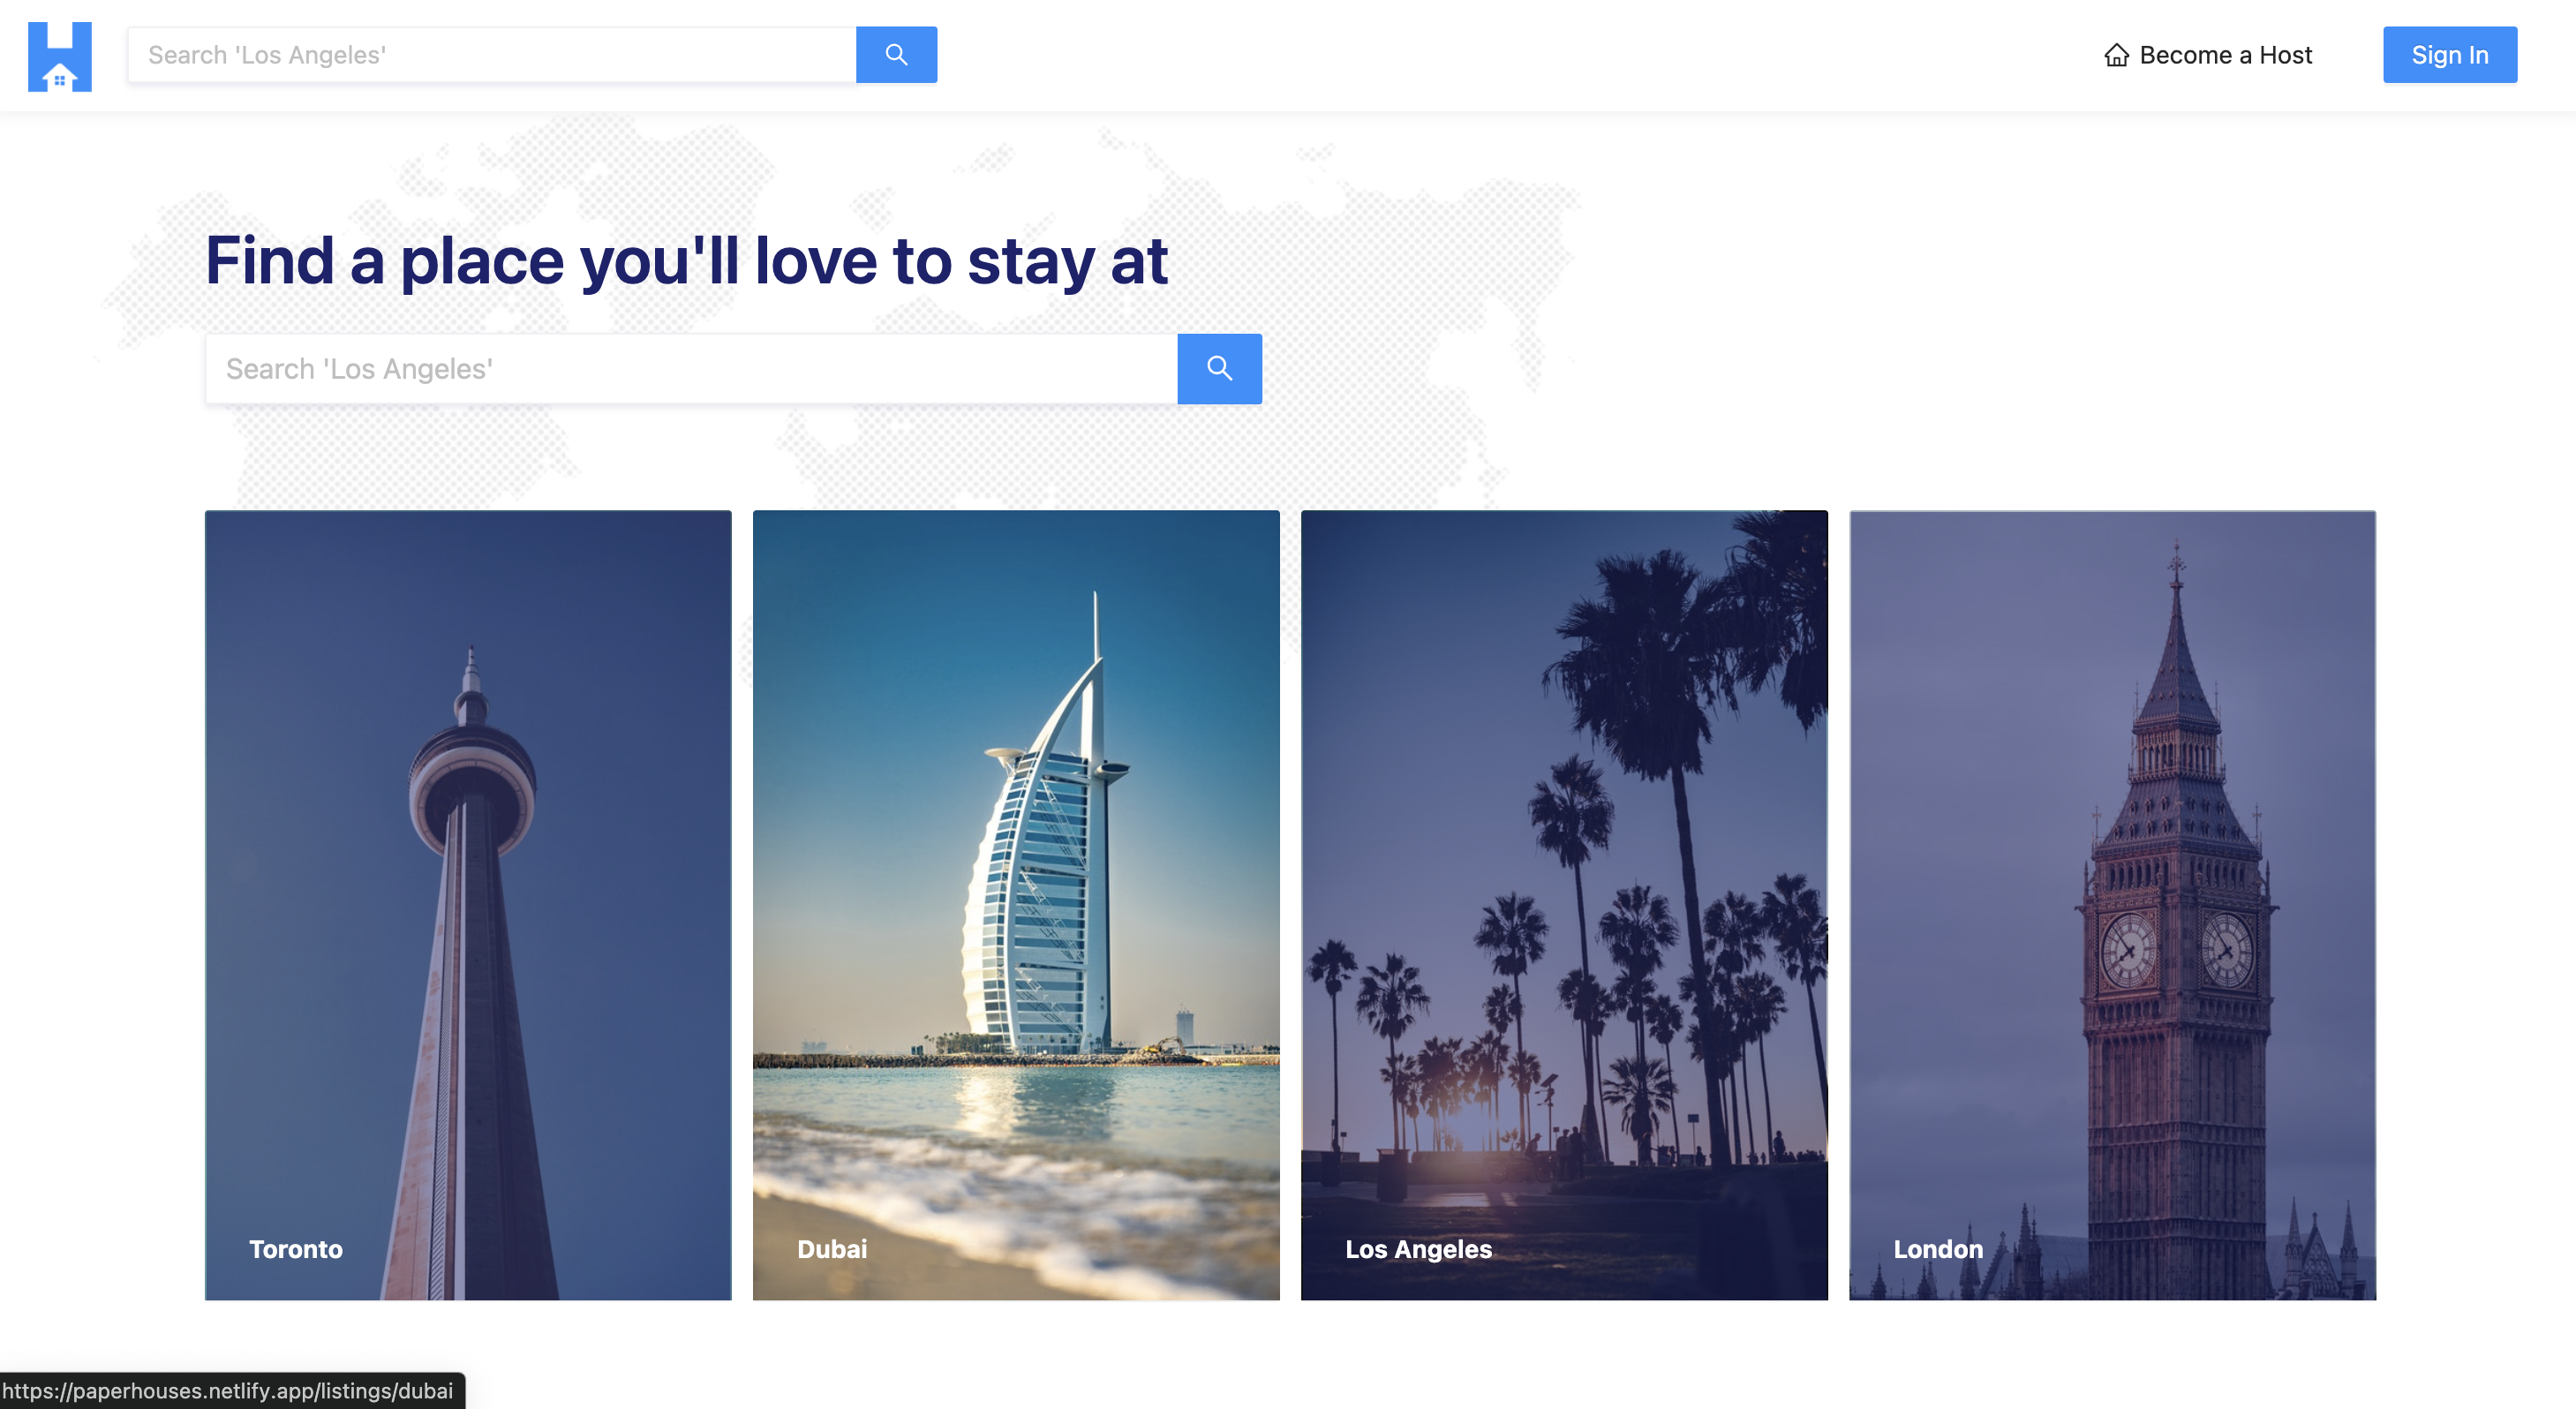 Search 'Los Angeles'
Become a Host
Sign In
Find a place you'll love to stay at
Search 'Los Angeles'
Toronto
Dubai
Los Angeles
London
https://paperhouses.netlify.app/listings/dubai